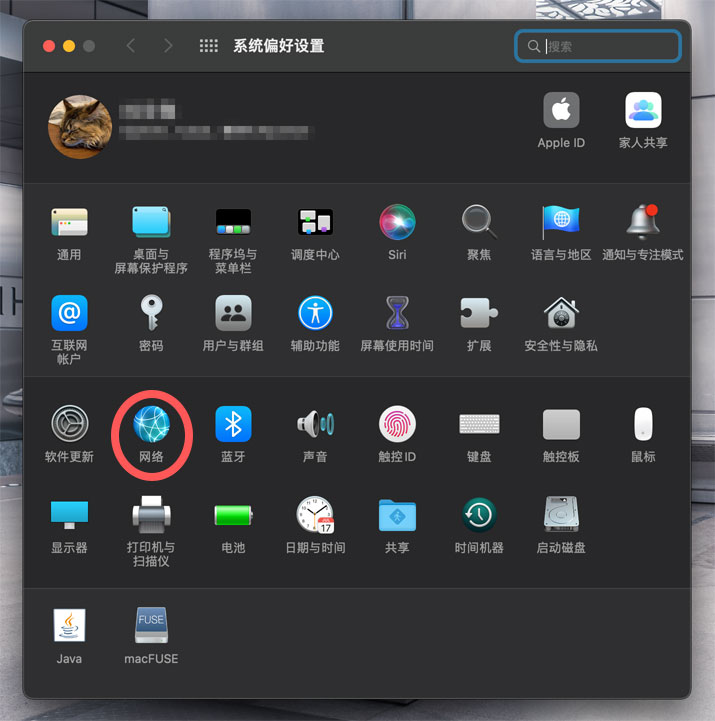 系统偏好设置
搜索
Apple ID
家人共享
通用
桌面与
屏幕保护程序
程序坞与
菜单栏
调度中心
Siri
聚焦
语言与地区
通知与专注模式
互联网
帐户
密码
用户与群组
辅助功能
屏幕使用时间
扩展
安全性与隐私
软件更新
网络
蓝牙
声音
触控 ID
键盘
触控板
鼠标
显示器
打印机与
扫描仪
电池
JUL
17
日期与时间
共享
时间机器
启动磁盘
Java
FUSE
macFUSE